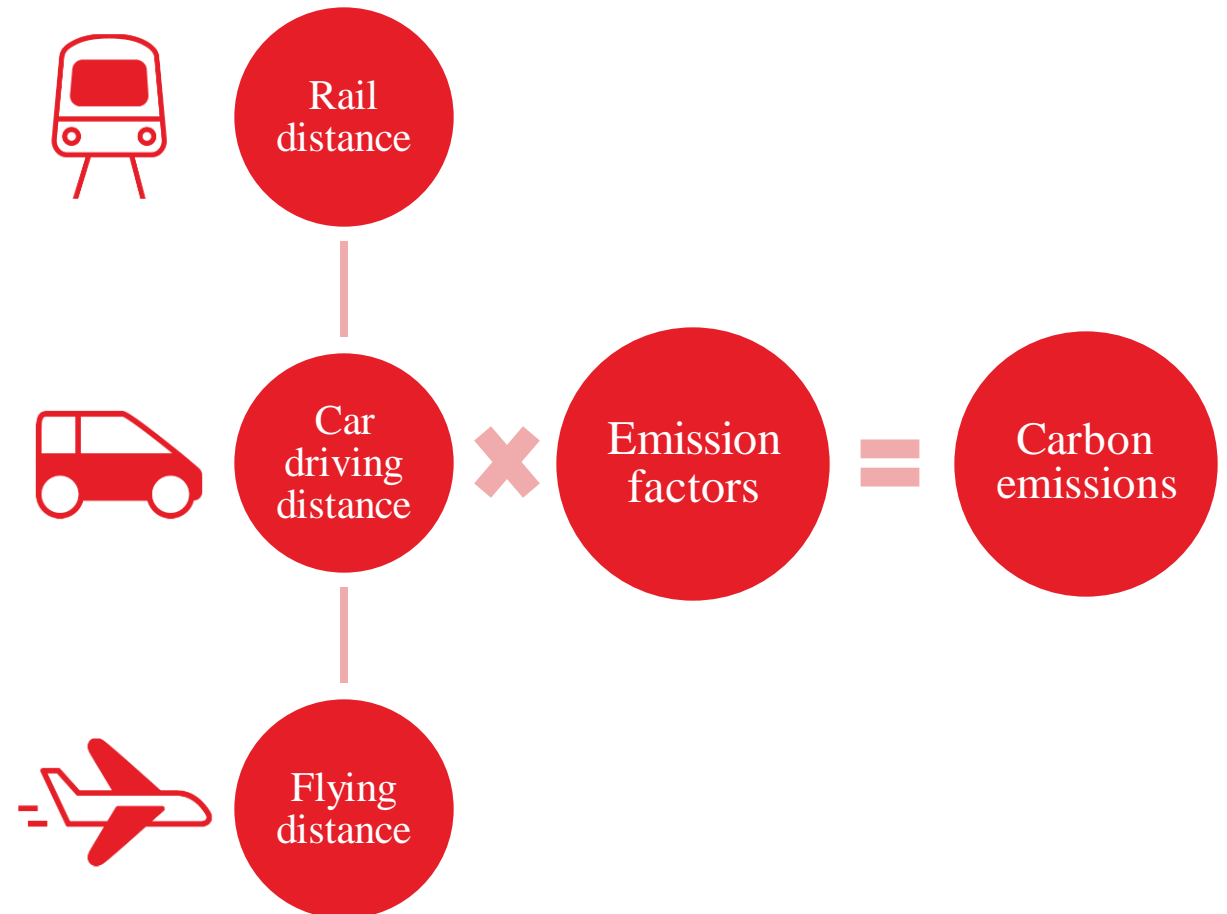 Rail
distance
Car
driving
distance
Emission
factors
Carbon
emissions
Flying
distance